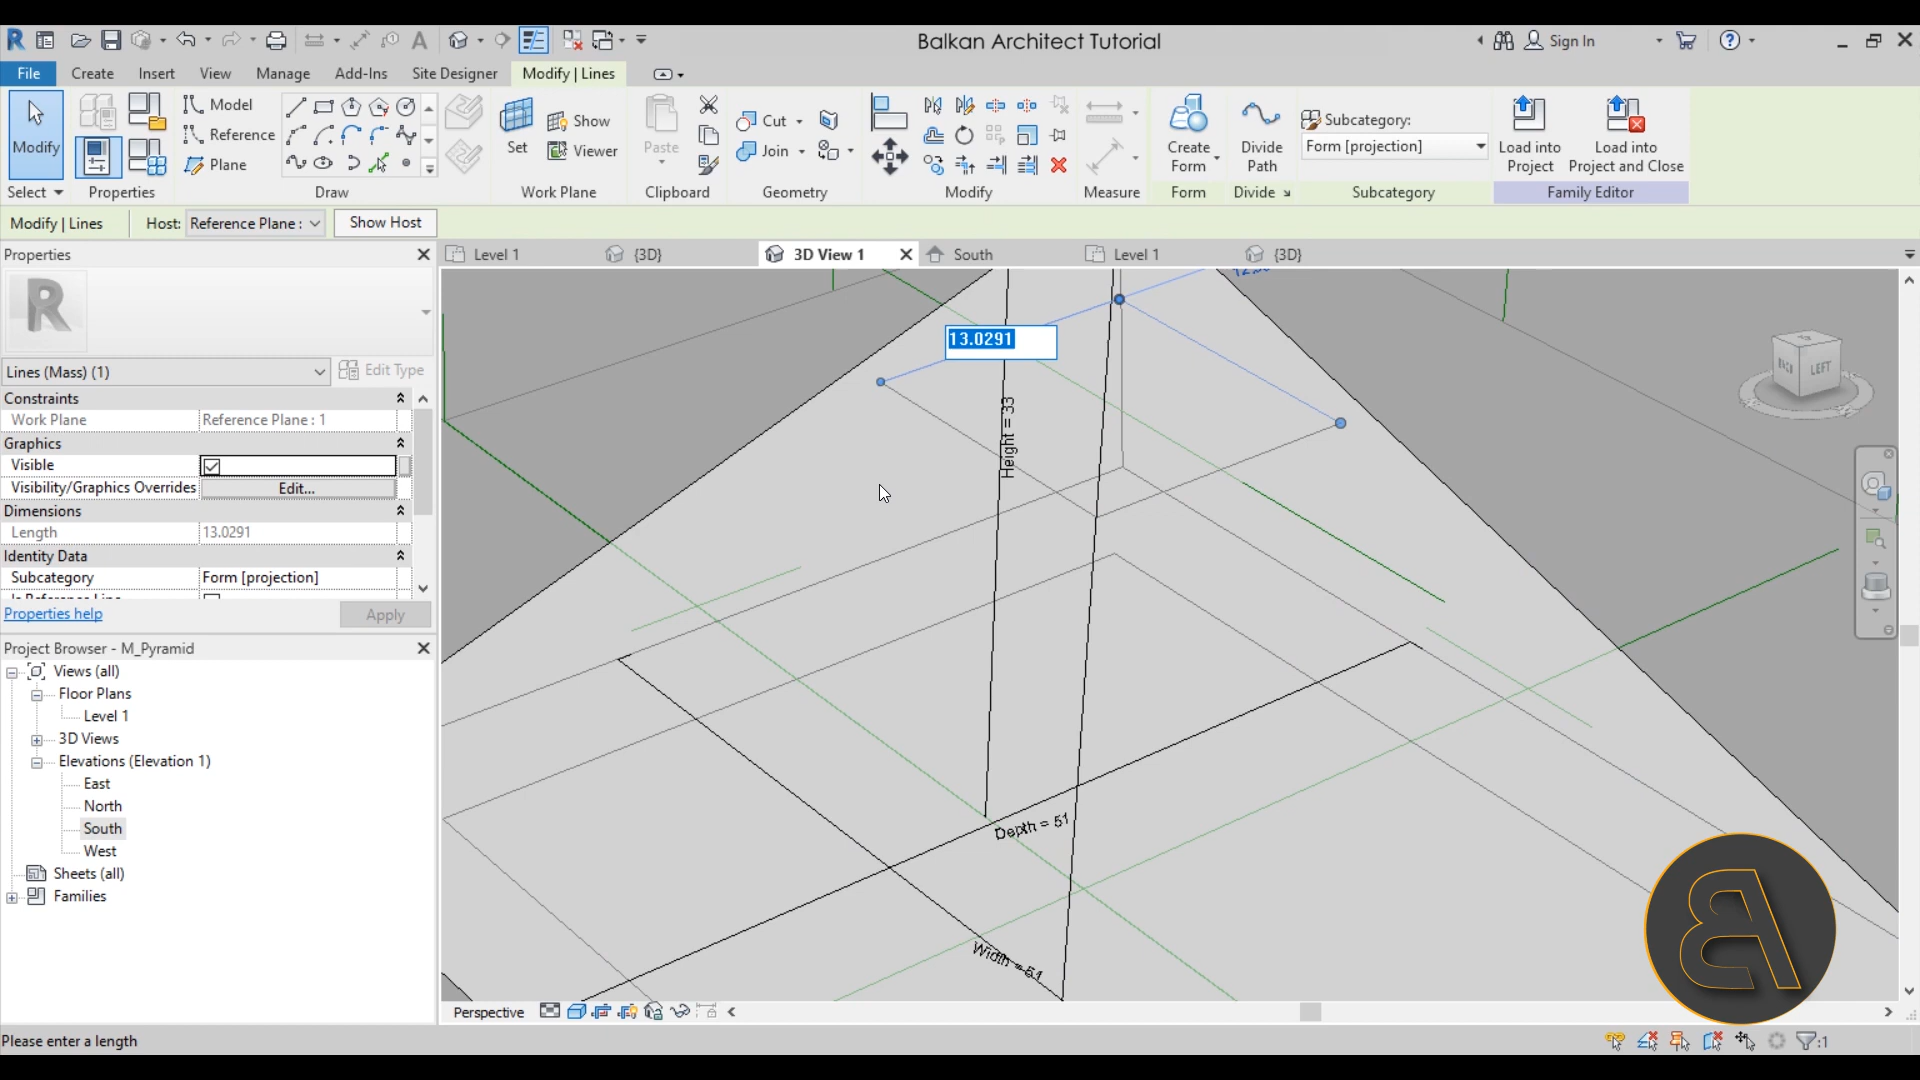 Balkan Architect Tutorial
Sign In
File Create Insert View Manage Add-Ins Site Designer Modify | Lines
Modify
Select
Properties
Model
Reference
Plane
Draw
Set
Show
Viewer
Work Plane
Paste
Clipboard
Cut
Join
Geometry
Modify
Measure
Create
Form
Form
Divide
Path
Divide
Subcategory:
Form [projection]
Subcategory
Load into
Project
Load into
Project and Close
Family Editor
Modify | Lines Host: Reference Plane : Show Host
Properties
Level 1 {3D} 3D View 1 South Level 1 {3D}
R
Lines (Mass) (1) Edit Type
Constraints
Work Plane Reference Plane : 1
Graphics
Visible
Visibility/Graphics Overrides Edit...
Dimensions
Length 13.0291
Identity Data
Subcategory Form [projection]
Properties help Apply
Project Browser - M_Pyramid
Views (all)
Floor Plans
Level 1
3D Views
Elevations (Elevation 1)
East
North
South
West
Sheets (all)
Families
13.0291
Height = 33
Depth = 51
Width = 51
BACK LEFT
Perspective
Please enter a length
:1